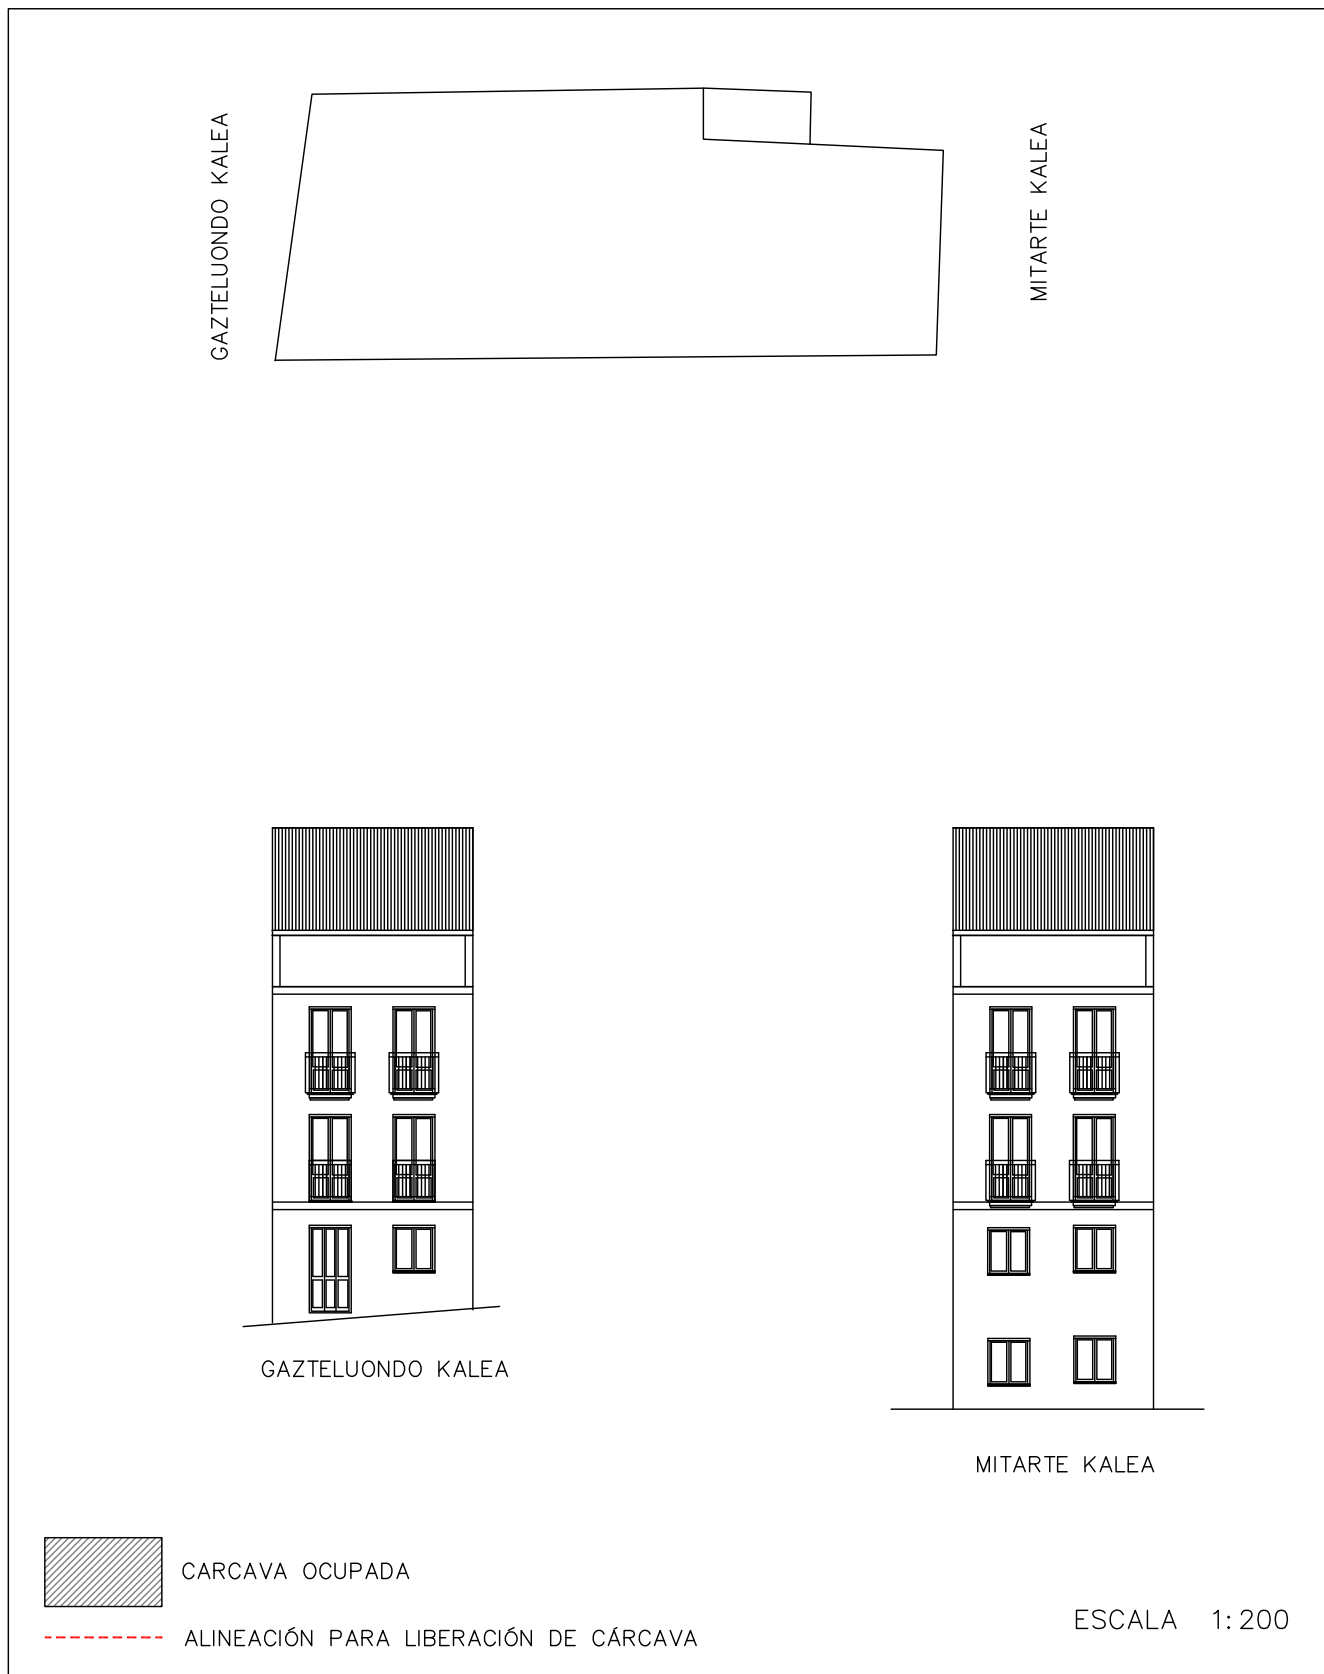 GAZTELUONDO KALEA
MITARTE KALEA
GAZTELUONDO KALEA
MITARTE KALEA
CARCAVA OCUPADA
ALINEACIÓN PARA LIBERACIÓN DE CÁRCAVA
ESCALA 1:200